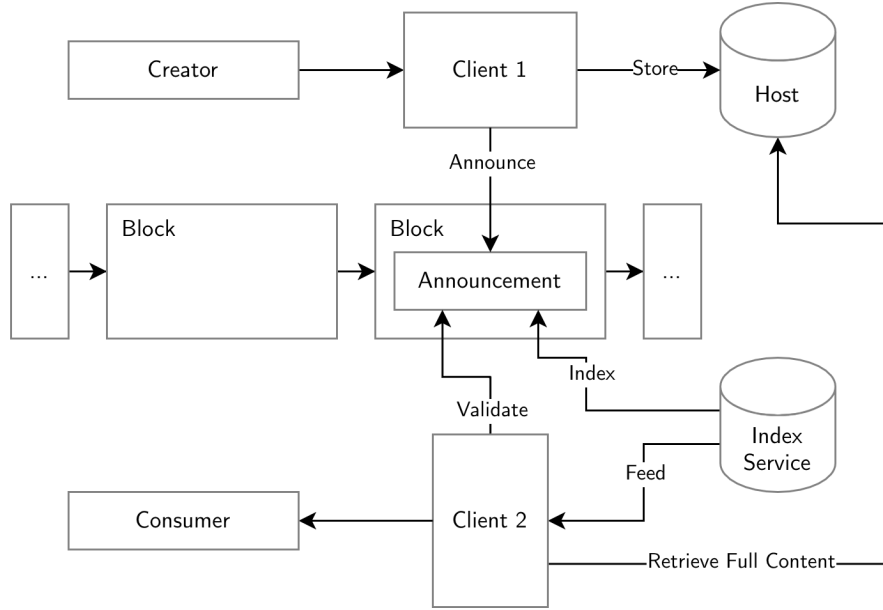 Creator
Client 1
Store
Host
Announce
...
Block
Block
Announcement
...
Index
Validate
Index
Service
Feed
Consumer
Client 2
Retrieve Full Content